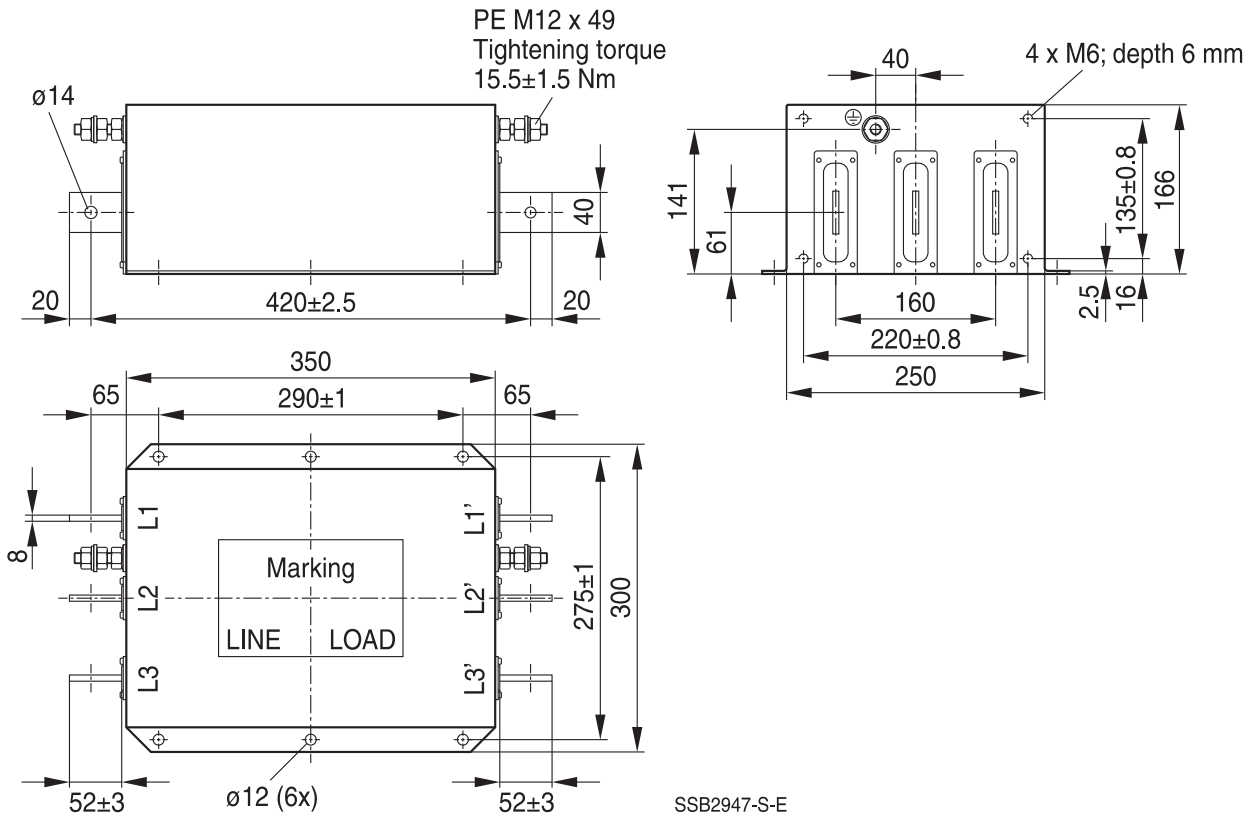 PE M12 x 49
Tightening torque
15.5±1.5 Nm
ø14
40
20
420±2.5
20
40
4 x M6; depth 6 mm
141
61
135±0.8
166
2.5
16
160
220±0.8
250
350
65
290±1
65
8
L1
L1’
L2
L2’
L3
L3’
Marking
LINE LOAD
275±1
300
52±3
ø12 (6x)
52±3
SSB2947-S-E